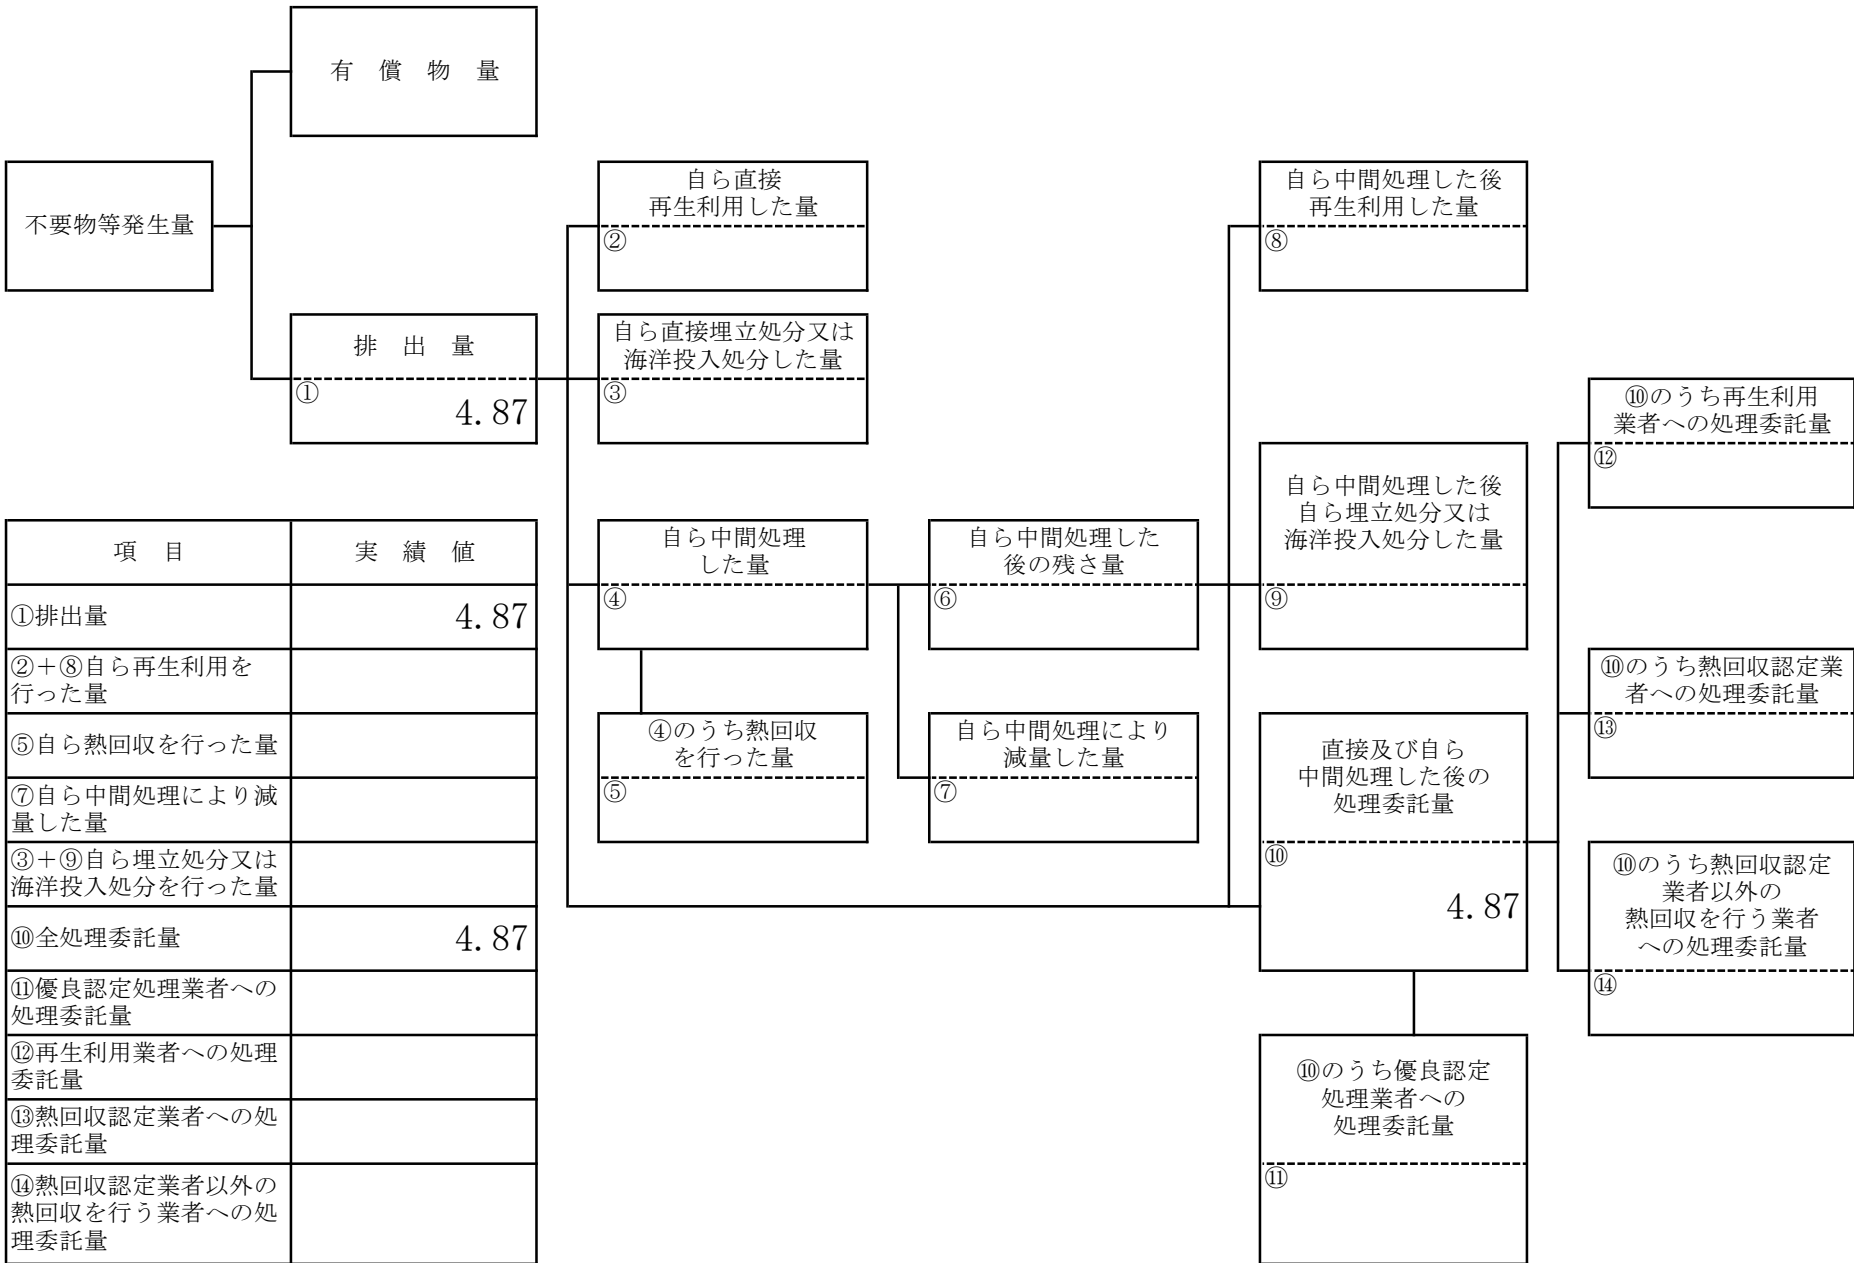 有 償 物 量
不要物等発生量
排 出 量
①
4.87
自ら直接
再生利用した量
②
自ら直接埋立処分又は
海洋投入処分した量
③
自ら中間処理
した量
④
④のうち熱回収
を行った量
⑤
自ら中間処理した
後の残さ量
⑥
自ら中間処理により
減量した量
⑦
自ら中間処理した後
再生利用した量
⑧
自ら中間処理した後
自ら埋立処分又は
海洋投入処分した量
⑨
直接及び自ら
中間処理した後の
処理委託量
⑩
4.87
⑩のうち優良認定
処理業者への
処理委託量
⑪
⑩のうち再生利用
業者への処理委託量
⑫
⑩のうち熱回収認定業
者への処理委託量
⑬
⑩のうち熱回収認定
業者以外の
熱回収を行う業者
への処理委託量
⑭
項 目 実 績 値
①排出量 4.87
②＋⑧自ら再生利用を
行った量
⑤自ら熱回収を行った量
⑦自ら中間処理により減
量した量
③＋⑨自ら埋立処分又は
海洋投入処分を行った量
⑩全処理委託量 4.87
⑪優良認定処理業者への
処理委託量
⑫再生利用業者への処理
委託量
⑬熱回収認定業者への処
理委託量
⑭熱回収認定業者以外の
熱回収を行う業者への処
理委託量